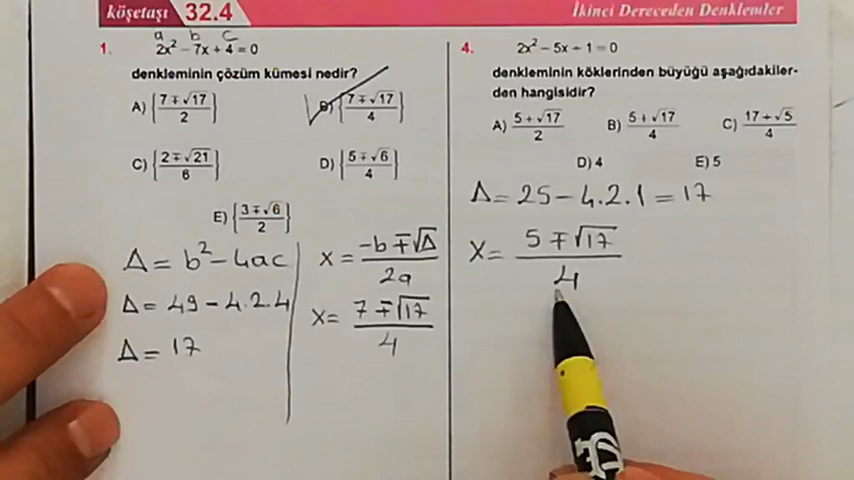 köşetaşı 32.4
İkinci Dereceden Denklemler
a b c
1. 2x² − 7x + 4 = 0
denkleminin çözüm kümesi nedir?
A) {7 ∓ √17 / 2} B) {7 ∓ √17 / 4}
C) {2 ∓ √21 / 6} D) {5 ∓ √6 / 4}
E) {3 ∓ √6 / 2}
Δ = b² − 4ac
Δ = 49 − 4.2.4
Δ = 17
x = −b ∓ √Δ / 2a
x = 7 ∓ √17 / 4
4. 2x² − 5x + 1 = 0
denkleminin köklerinden büyüğü aşağıdakiler-
den hangisidir?
A) 5 + √17 / 2 B) 5 + √17 / 4 C) 17 + √5 / 4
D) 4 E) 5
Δ = 25 − 4.2.1 = 17
x = 5 ∓ √17 / 4